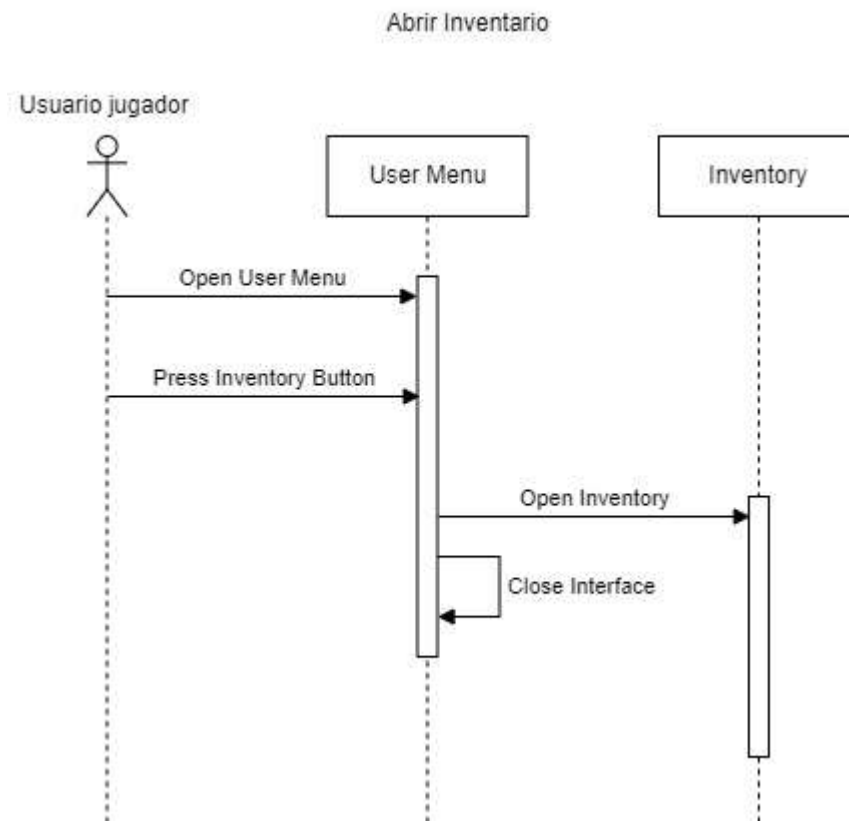 Abrir Inventario
Usuario jugador
User Menu
Inventory
Open User Menu
Press Inventory Button
Open Inventory
Close Interface